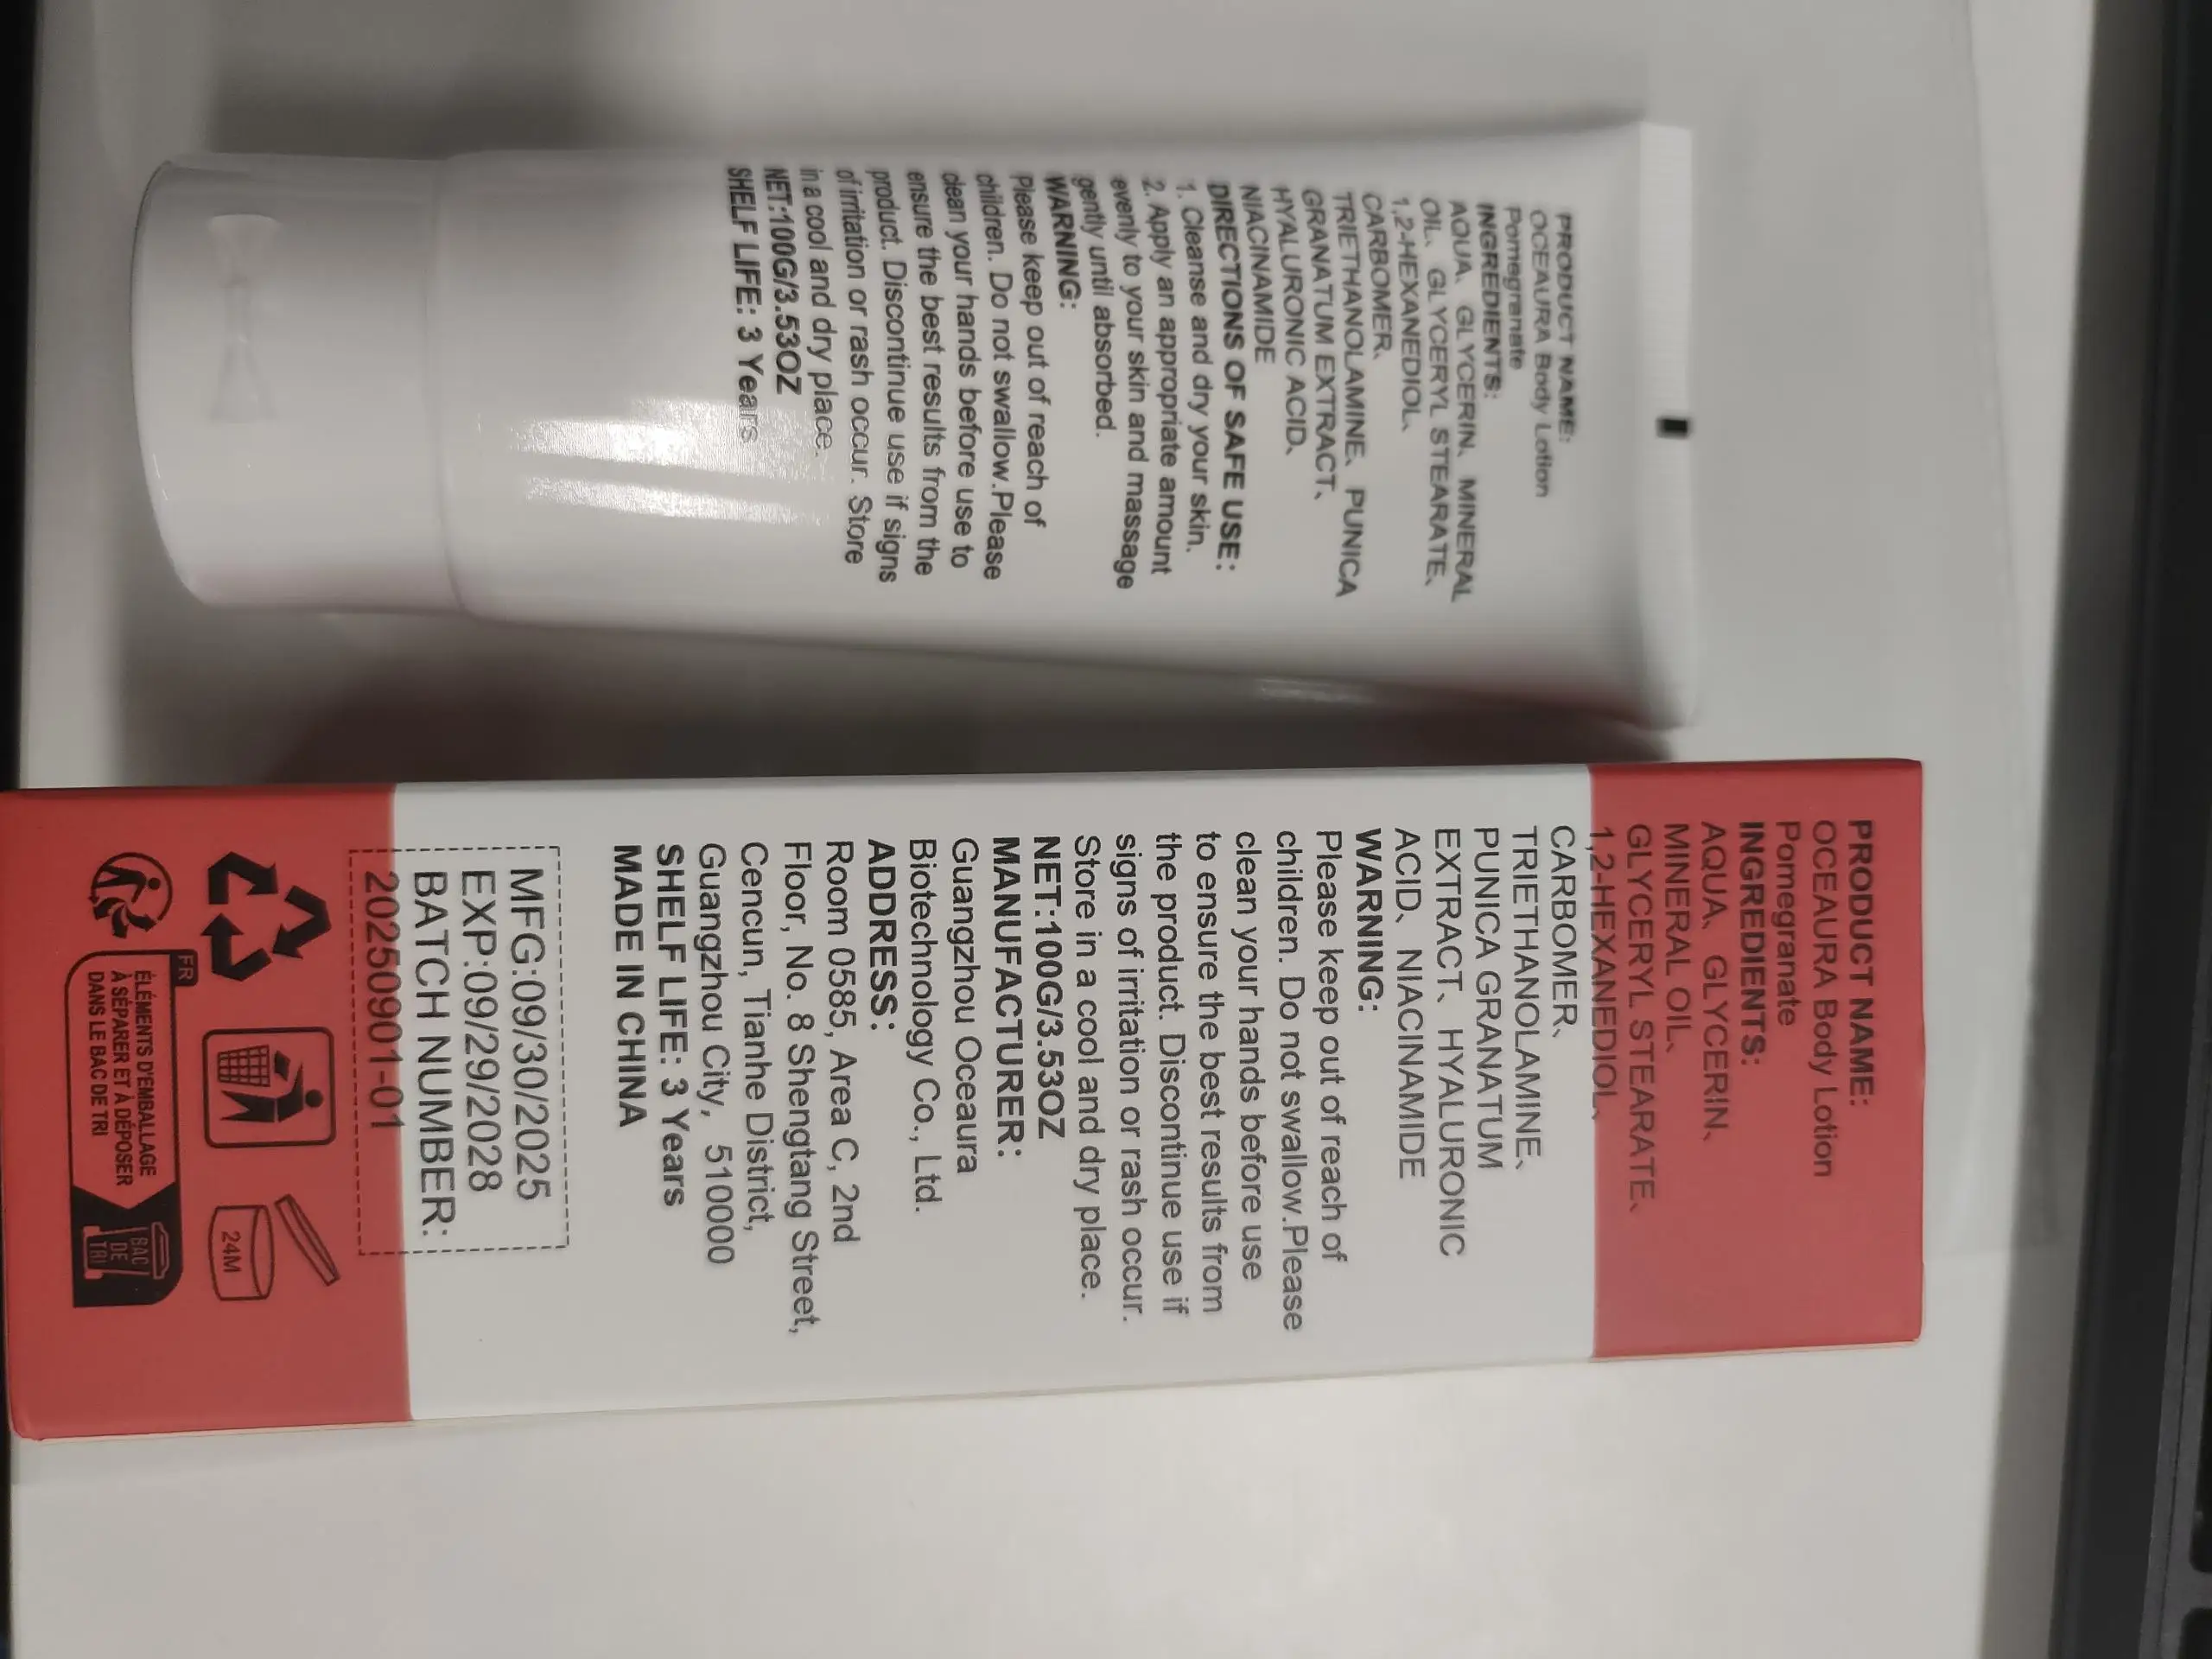 PRODUCT NAME:
OCEAURA Body Lotion
Pomegranate
INGREDIENTS:
AQUA、GLYCERIN、MINERAL
OIL、GLYCERYL STEARATE、
1,2-HEXANEDIOL、
CARBOMER、
TRIETHANOLAMINE、PUNICA
GRANATUM EXTRACT、
HYALURONIC ACID、
NIACINAMIDE
DIRECTIONS OF SAFE USE:
1. Cleanse and dry your skin.
2. Apply an appropriate amount
evenly to your skin and massage
gently until absorbed.
WARNING:
Please keep out of reach of
children. Do not swallow.Please
clean your hands before use to
ensure the best results from the
product. Discontinue use if signs
of irritation or rash occur. Store
in a cool and dry place.
NET:100G/3.53OZ
SHELF LIFE: 3 Years
PRODUCT NAME:
OCEAURA Body Lotion
Pomegranate
INGREDIENTS:
AQUA、GLYCERIN、
MINERAL OIL、
GLYCERYL STEARATE、
1,2-HEXANEDIOL、
CARBOMER、
TRIETHANOLAMINE、
PUNICA GRANATUM
EXTRACT、HYALURONIC
ACID、NIACINAMIDE
WARNING:
Please keep out of reach of
children. Do not swallow.Please
clean your hands before use
to ensure the best results from
the product. Discontinue use if
signs of irritation or rash occur.
Store in a cool and dry place.
NET:100G/3.53OZ
MANUFACTURER:
Guangzhou Oceaura
Biotechnology Co., Ltd.
ADDRESS:
Room 0585, Area C, 2nd
Floor, No. 8 Shengtang Street,
Cencun, Tianhe District,
Guangzhou City, 510000
SHELF LIFE: 3 Years
MADE IN CHINA
MFG:09/30/2025
EXP:09/29/2028
BATCH NUMBER:
20250901-01
24M
FR
ÉLÉMENTS D'EMBALLAGE
À SÉPARER ET À DÉPOSER
DANS LE BAC DE TRI
BAC
DE
TRI